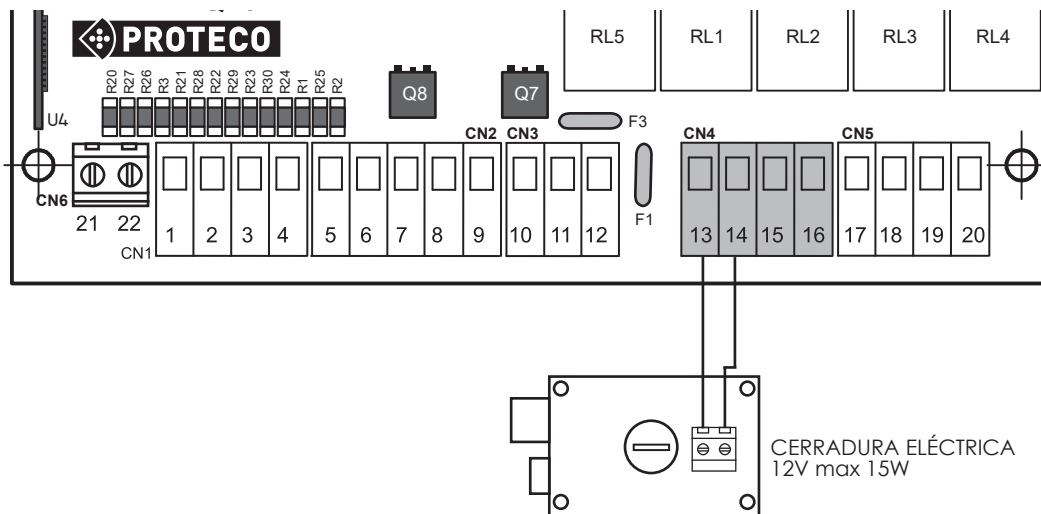 PROTECO
RL5 RL1 RL2 RL3 RL4
R20 R27 R26 R3 R21 R28 R22 R29 R23 R30 R24 R1 R25 R2
U4
Q8 Q7
F3
CN2 CN3 CN4 CN5
CN6
21 22
1 2 3 4 5 6 7 8 9 10 11 12
F1
13 14 15 16 17 18 19 20
CN1
CERRADURA ELÉCTRICA
12V max 15W